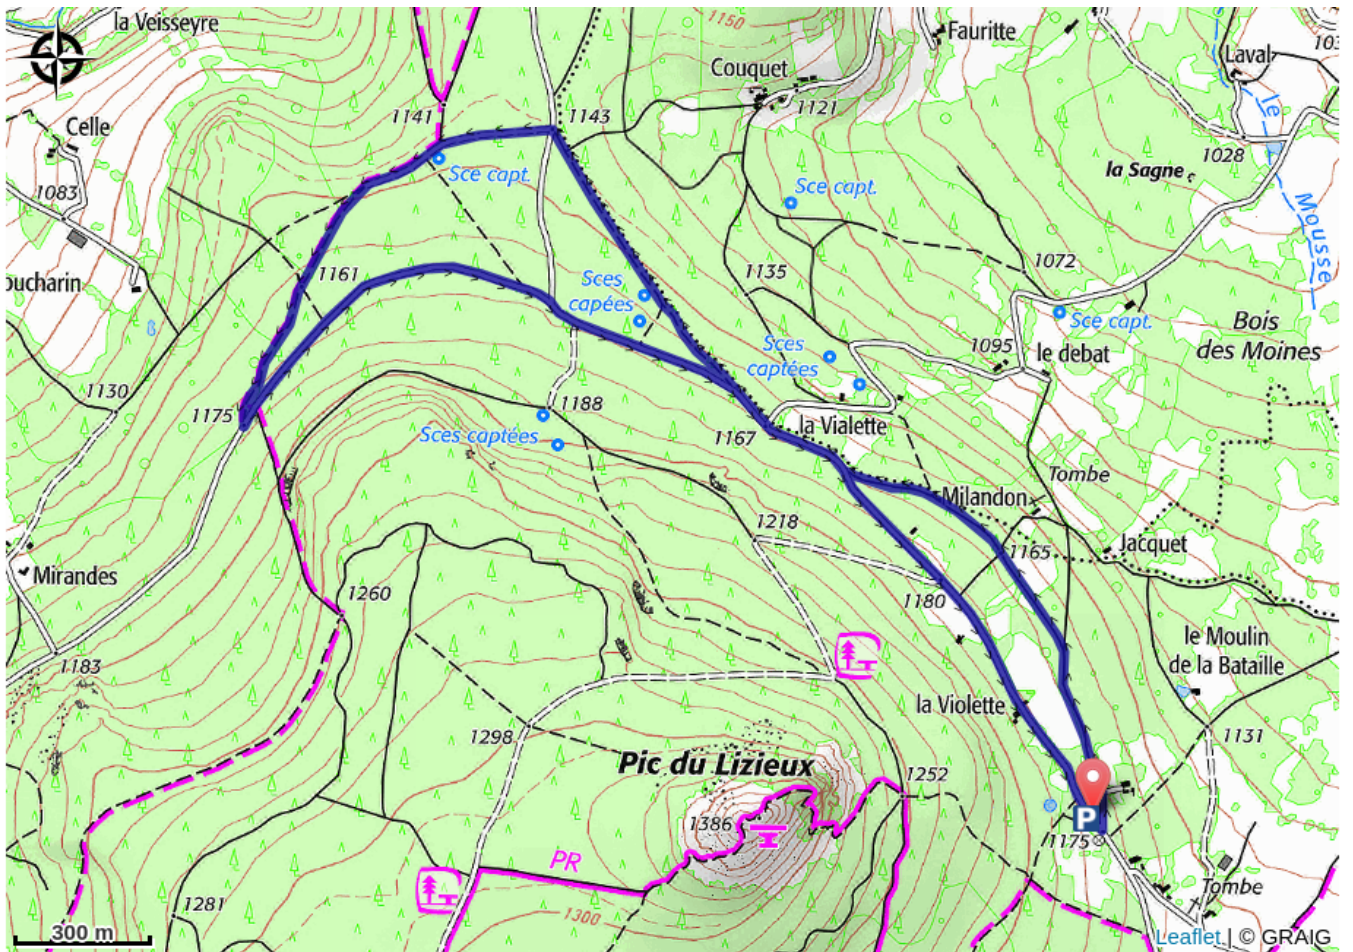 la Veisseyre
1150
Fauritte
Laval
103
Couquet
1141
1143
1121
le
Mousse
Celle
Sce capt.
1028
la Sagne
Sce capt.
1083
1161
1135
1072
oucharin
Sces
capées
Sce capt.
Bois
des Moines
Sces
captées
1095
le debat
1130
1175
1188
Sces captées
1167
la Vialette
Tombe
Milandon
1218
1165
Jacquet
Mirandes
1260
1180
le Moulin
de la Bataille
1183
la Violette
1298
1131
Pic du Lizieux
1252
1386
P
1175
PR
Tombe
1281
1300
300 m
Leaflet | © GRAIG